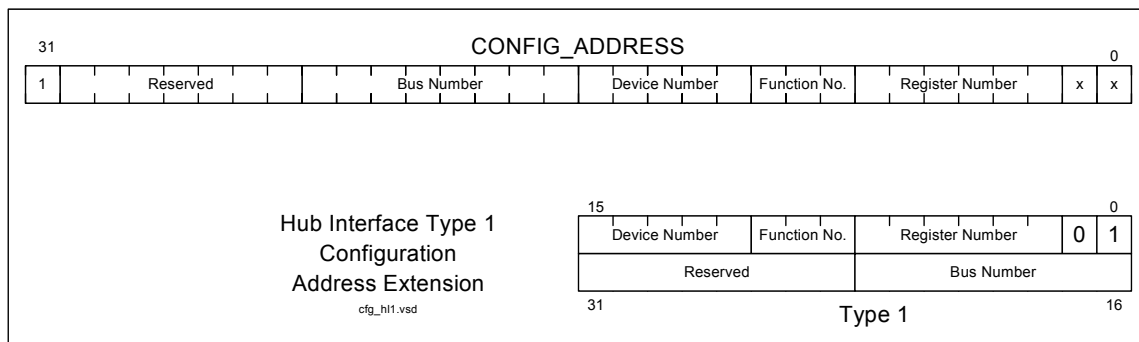 CONFIG_ADDRESS
31 0
1 Reserved Bus Number Device Number Function No. Register Number x x
Hub Interface Type 1
Configuration
Address Extension
cfg_hl1.vsd
15 0
Device Number Function No. Register Number 0 1
Reserved Bus Number
31 16
Type 1